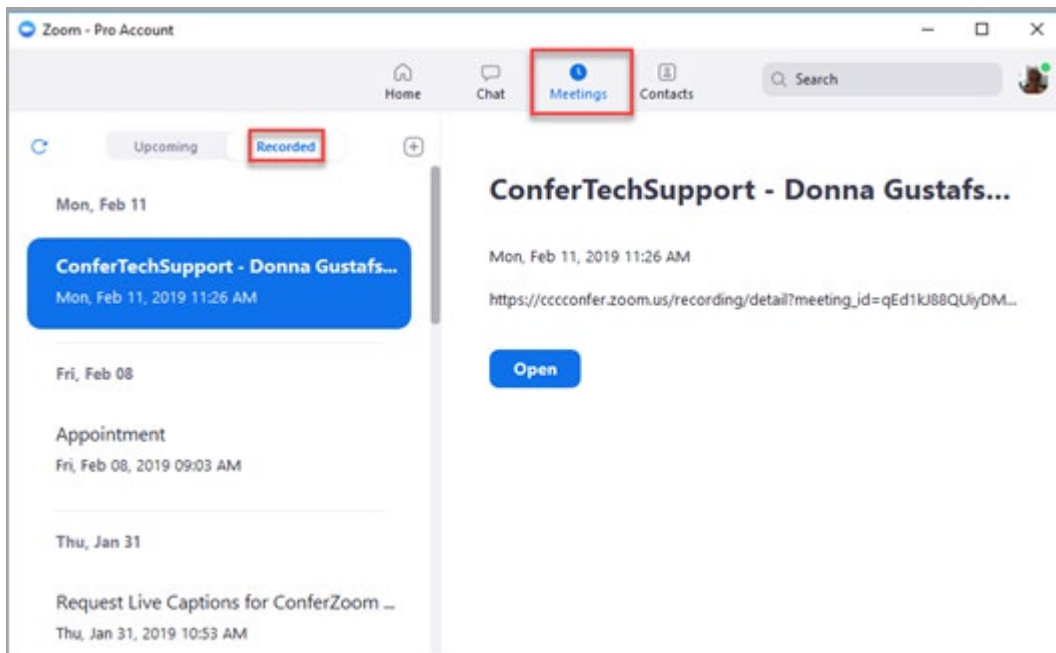 Zoom - Pro Account
Home
Chat
Meetings
Contacts
Search
Upcoming
Recorded
Mon, Feb 11
ConferTechSupport - Donna Gustafs...
Mon, Feb 11, 2019 11:26 AM
Fri, Feb 08
Appointment
Fri, Feb 08, 2019 09:03 AM
Thu, Jan 31
Request Live Captions for ConferZoom ...
Thu, Jan 31, 2019 10:53 AM
ConferTechSupport - Donna Gustafs...
Mon, Feb 11, 2019 11:26 AM
https://cccconfer.zoom.us/recording/detail?meeting_id=qEd1kJ88QUiyDM...
Open